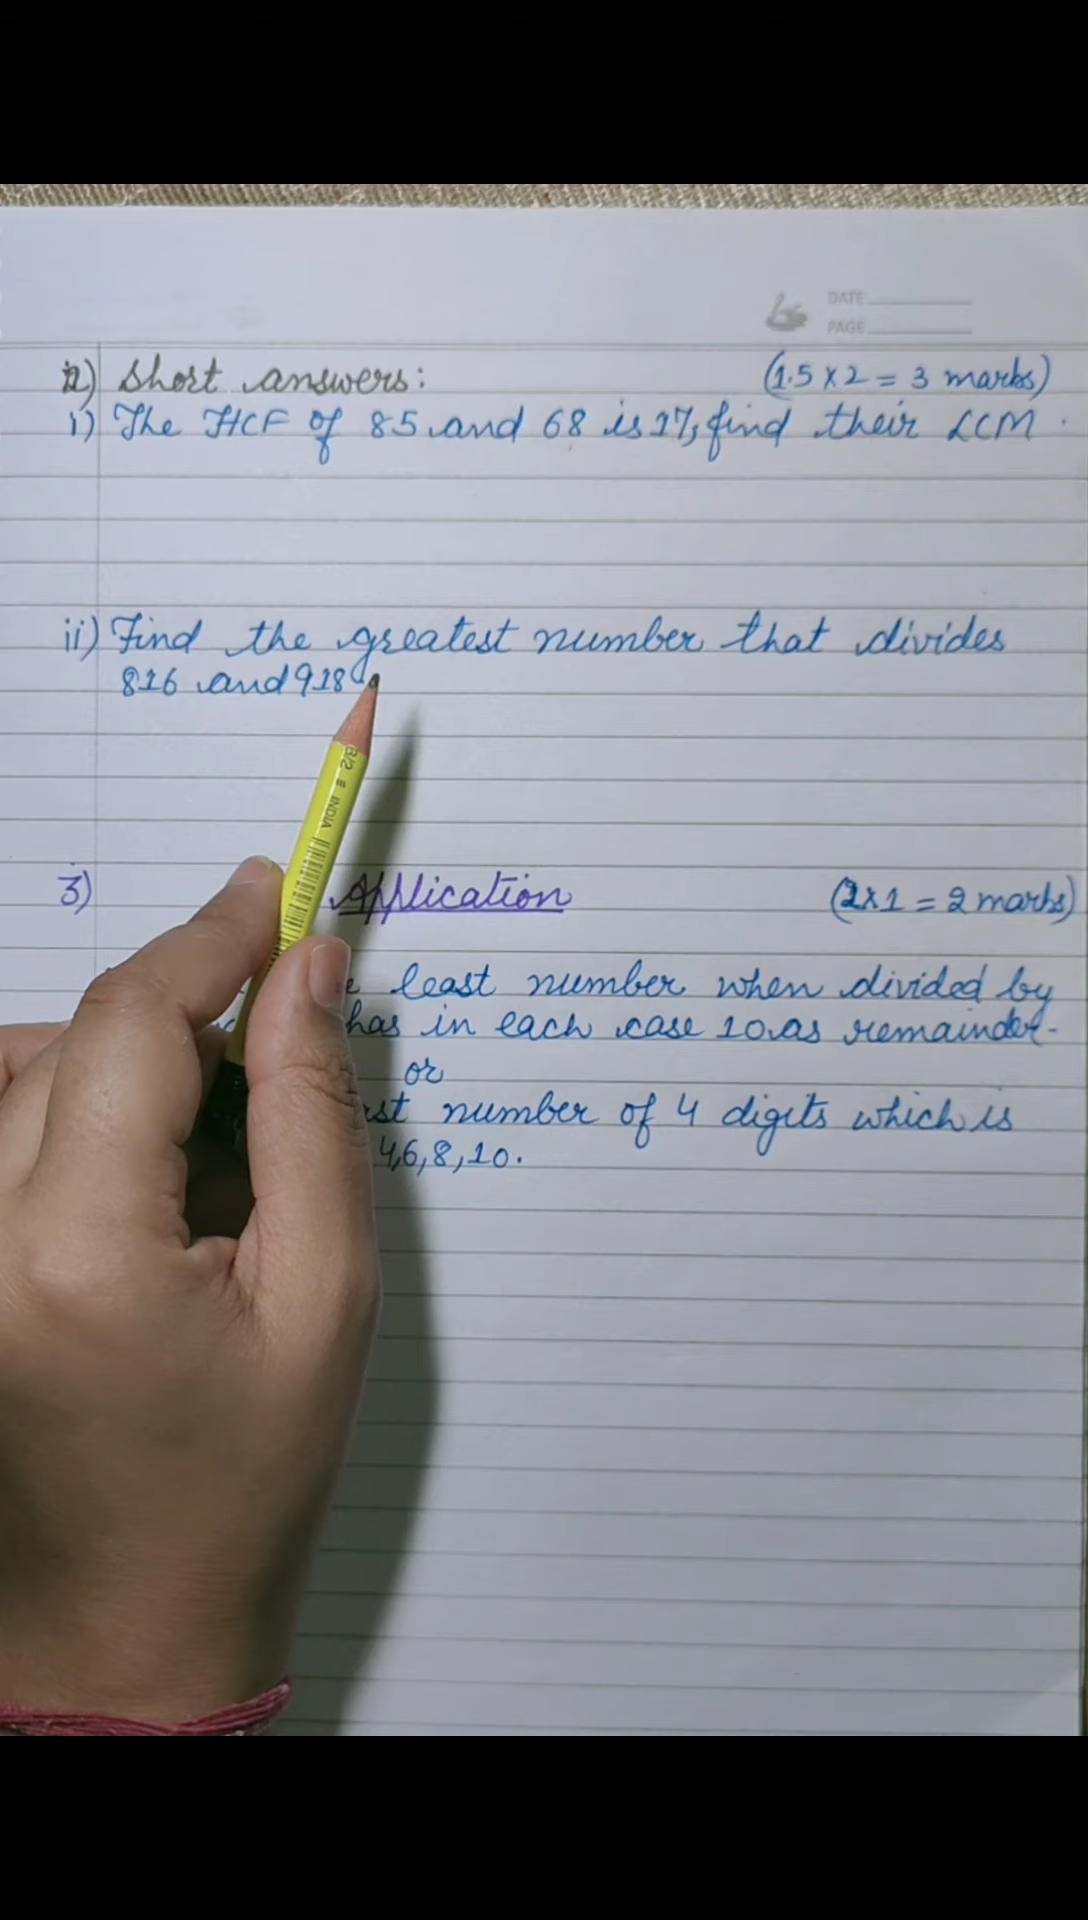 DATE
PAGE
2) Short answers: (1.5 x 2 = 3 marks)
i) The HCF of 85 and 68 is 17, find their LCM.
ii) Find the greatest number that divides
816 and 918
3) Application (2x1 = 2 marks)
least number when divided by
has in each case 10 as remainder.
or
number of 4 digits which is
4,6,8,10.
B/S E INDIA